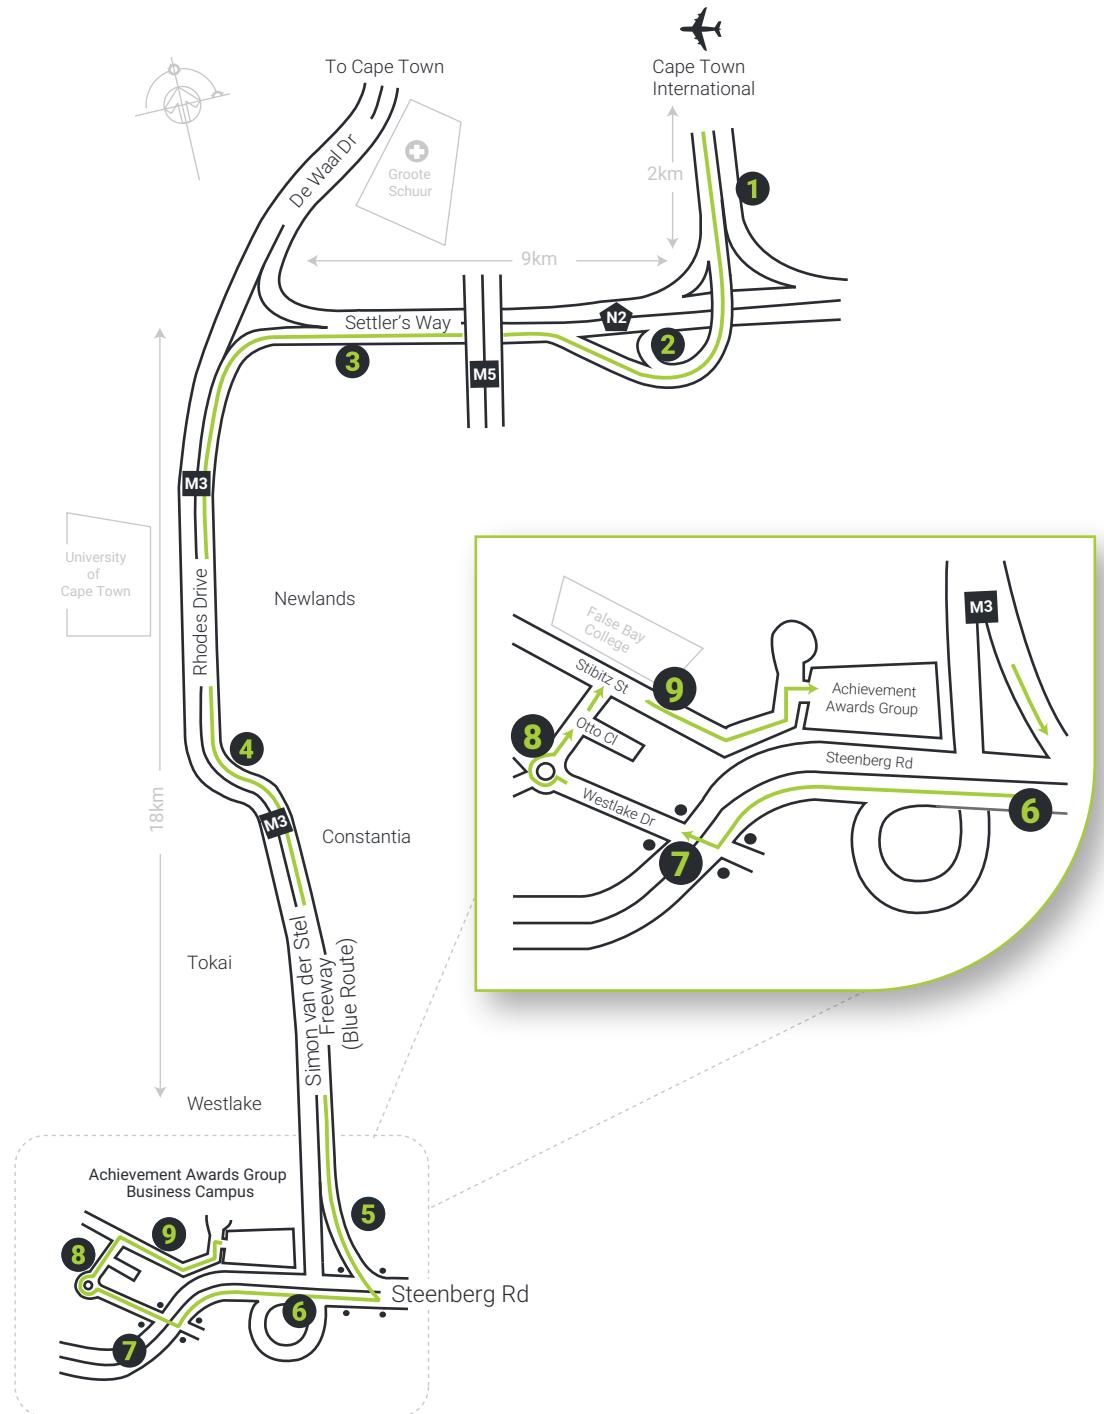 To Cape Town
Cape Town
International
De Waal Dr
Groote
Schuur
2km
1
9km
N2
Settler's Way
2
3
M5
M3
University
of
Cape Town
Rhodes Drive
Newlands
4
18km
M3
Constantia
Tokai
Simon van der Stel
Freeway
(Blue Route)
Westlake
M3
False Bay
College
Stibitz St
9
Achievement
Awards Group
8
Otto Cl
Steenberg Rd
Westlake Dr
6
7
Achievement Awards Group
Business Campus
5
9
8
Steenberg Rd
6
7